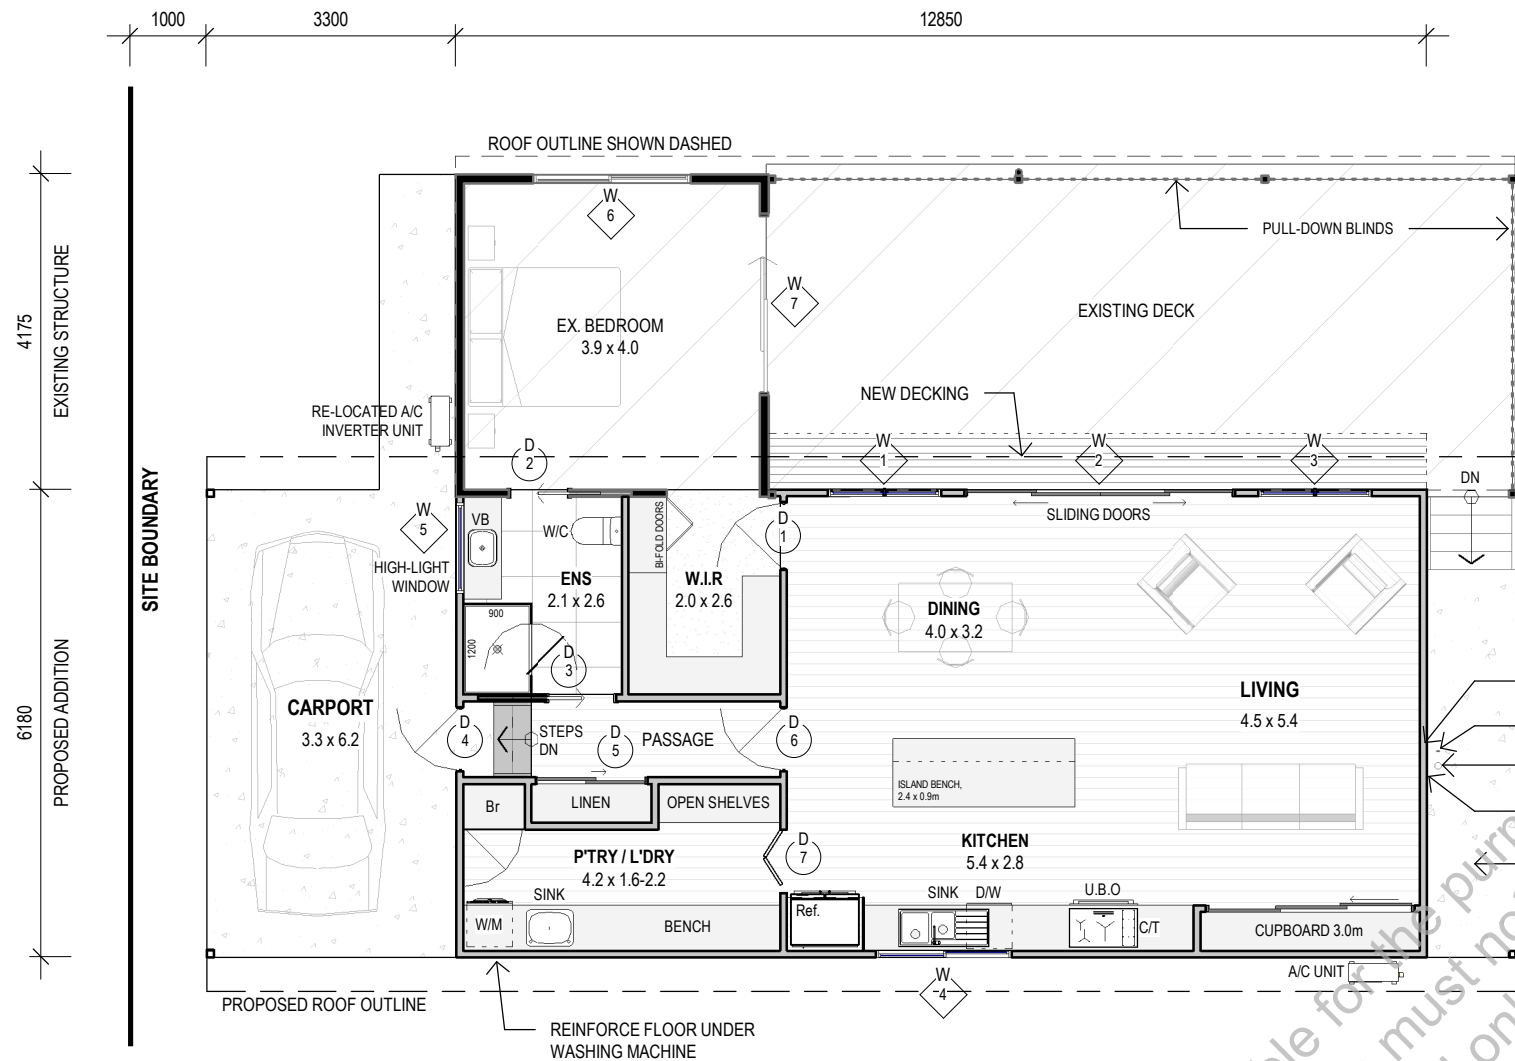 1000
3300
12850
ROOF OUTLINE SHOWN DASHED
W
6
PULL-DOWN BLINDS
4175
EXISTING STRUCTURE
W
7
EX. BEDROOM
3.9 x 4.0
EXISTING DECK
RE-LOCATED A/C
INVERTER UNIT
NEW DECKING
D
2
W
1
W
2
W
3
SITE BOUNDARY
DN
SLIDING DOORS
W
5
VB
W/C
BI-FOLD DOORS
D
1
HIGH-LIGHT
WINDOW
ENS
2.1 x 2.6
W.I.R
2.0 x 2.6
900
1200
DINING
4.0 x 3.2
D
3
6180
PROPOSED ADDITION
CARPORT
3.3 x 6.2
LIVING
4.5 x 5.4
D
4
STEPS
DN
D
5
PASSAGE
D
6
ISLAND BENCH,
2.4 x 0.9m
Br
LINEN
OPEN SHELVES
P'TRY / L'DRY
4.2 x 1.6-2.2
D
7
KITCHEN
5.4 x 2.8
SINK
SINK
D/W
U.B.O
W/M
BENCH
Ref.
C/T
CUPBOARD 3.0m
A/C UNIT
W
4
PROPOSED ROOF OUTLINE
REINFORCE FLOOR UNDER
WASHING MACHINE
for the purp
must no
onl